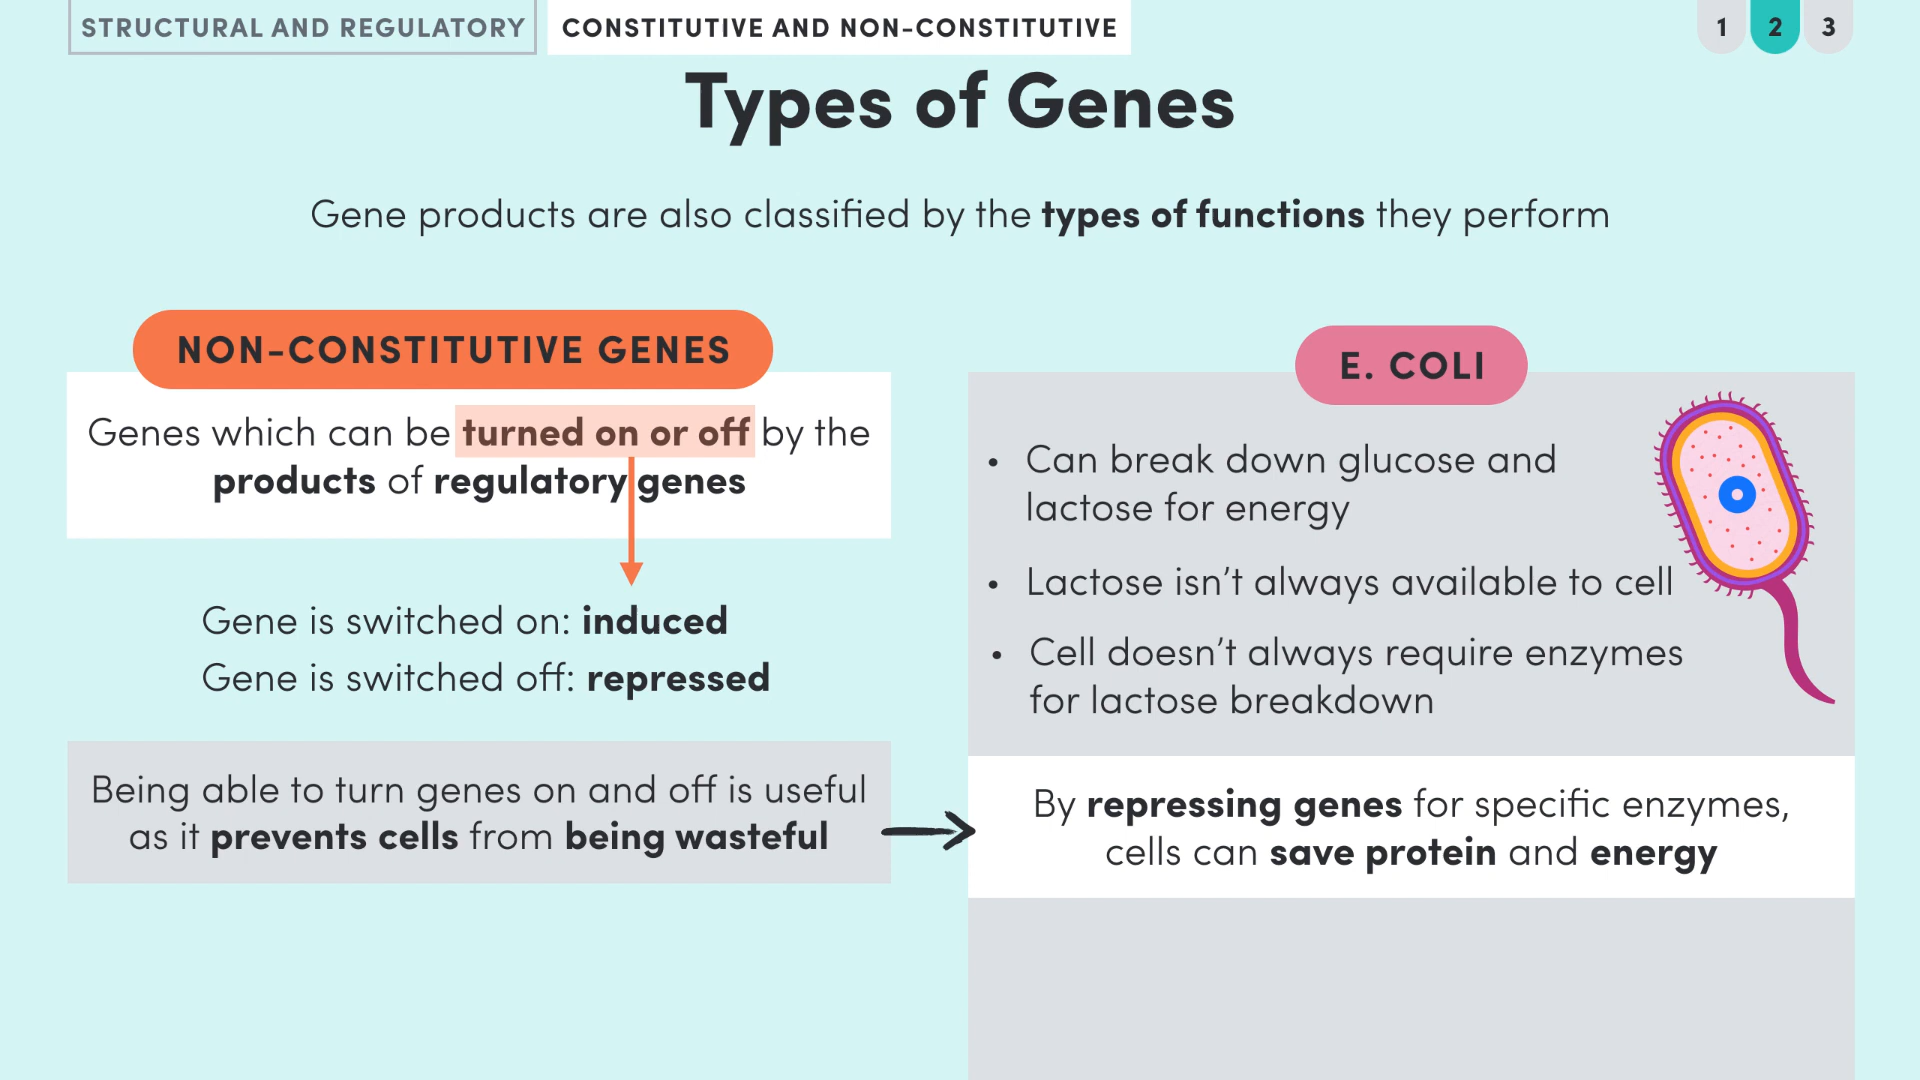 STRUCTURAL AND REGULATORY
CONSTITUTIVE AND NON-CONSTITUTIVE
1 2 3
Types of Genes
Gene products are also classified by the types of functions they perform
NON-CONSTITUTIVE GENES
Genes which can be turned on or off by the
products of regulatory genes
Gene is switched on: induced
Gene is switched off: repressed
Being able to turn genes on and off is useful
as it prevents cells from being wasteful
E. COLI
• Can break down glucose and
lactose for energy
• Lactose isn’t always available to cell
• Cell doesn’t always require enzymes
for lactose breakdown
By repressing genes for specific enzymes,
cells can save protein and energy